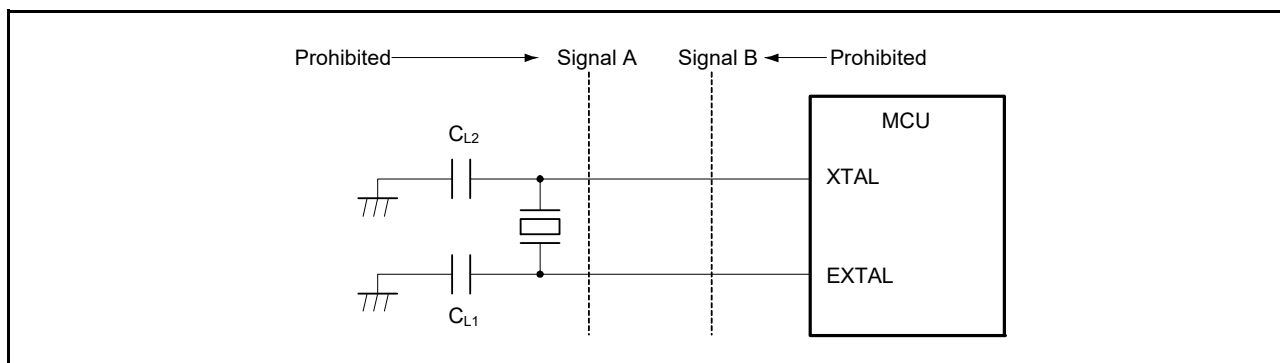 Prohibited Signal A Signal B Prohibited
MCU
CL2
XTAL
EXTAL
CL1